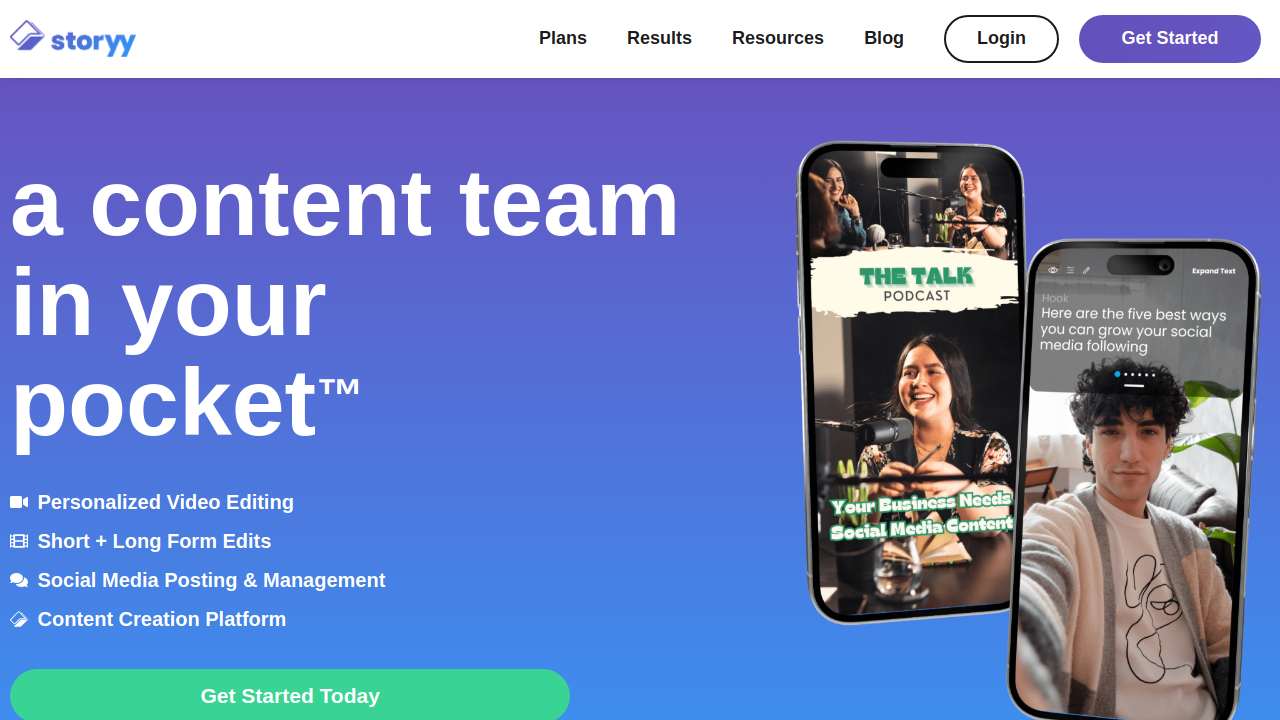 storyy
Plans
Results
Resources
Blog
Login
Get Started
a content team
in your
pocket™
Personalized Video Editing
Short + Long Form Edits
Social Media Posting & Management
Content Creation Platform
Get Started Today
THE TALK
PODCAST
Your Business Needs
Social Media Content
Expand Text
Hook
Here are the five best ways
you can grow your social
media following